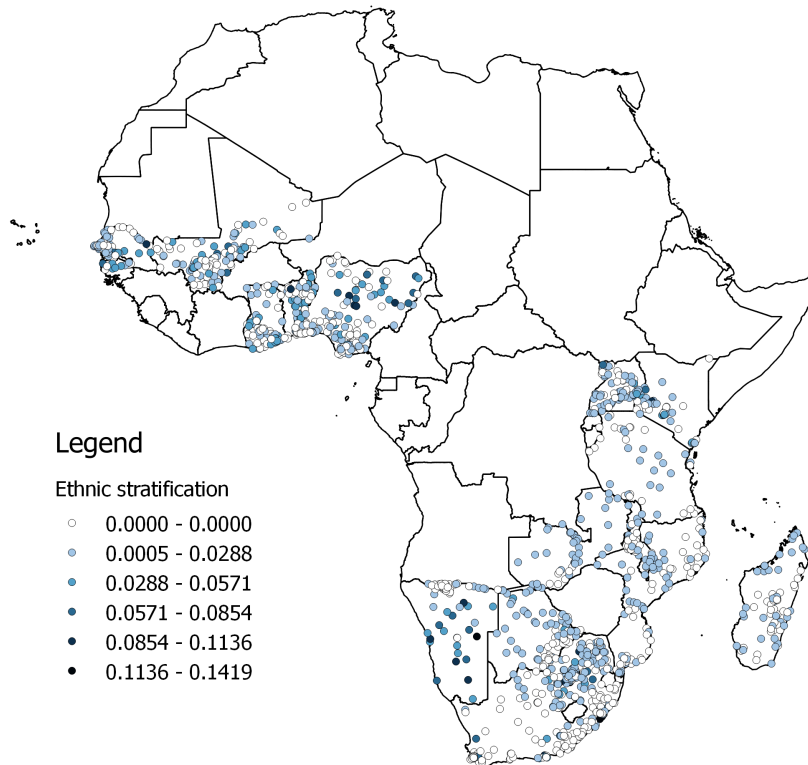 Legend
Ethnic stratification
0.0000 - 0.0000
0.0005 - 0.0288
0.0288 - 0.0571
0.0571 - 0.0854
0.0854 - 0.1136
0.1136 - 0.1419